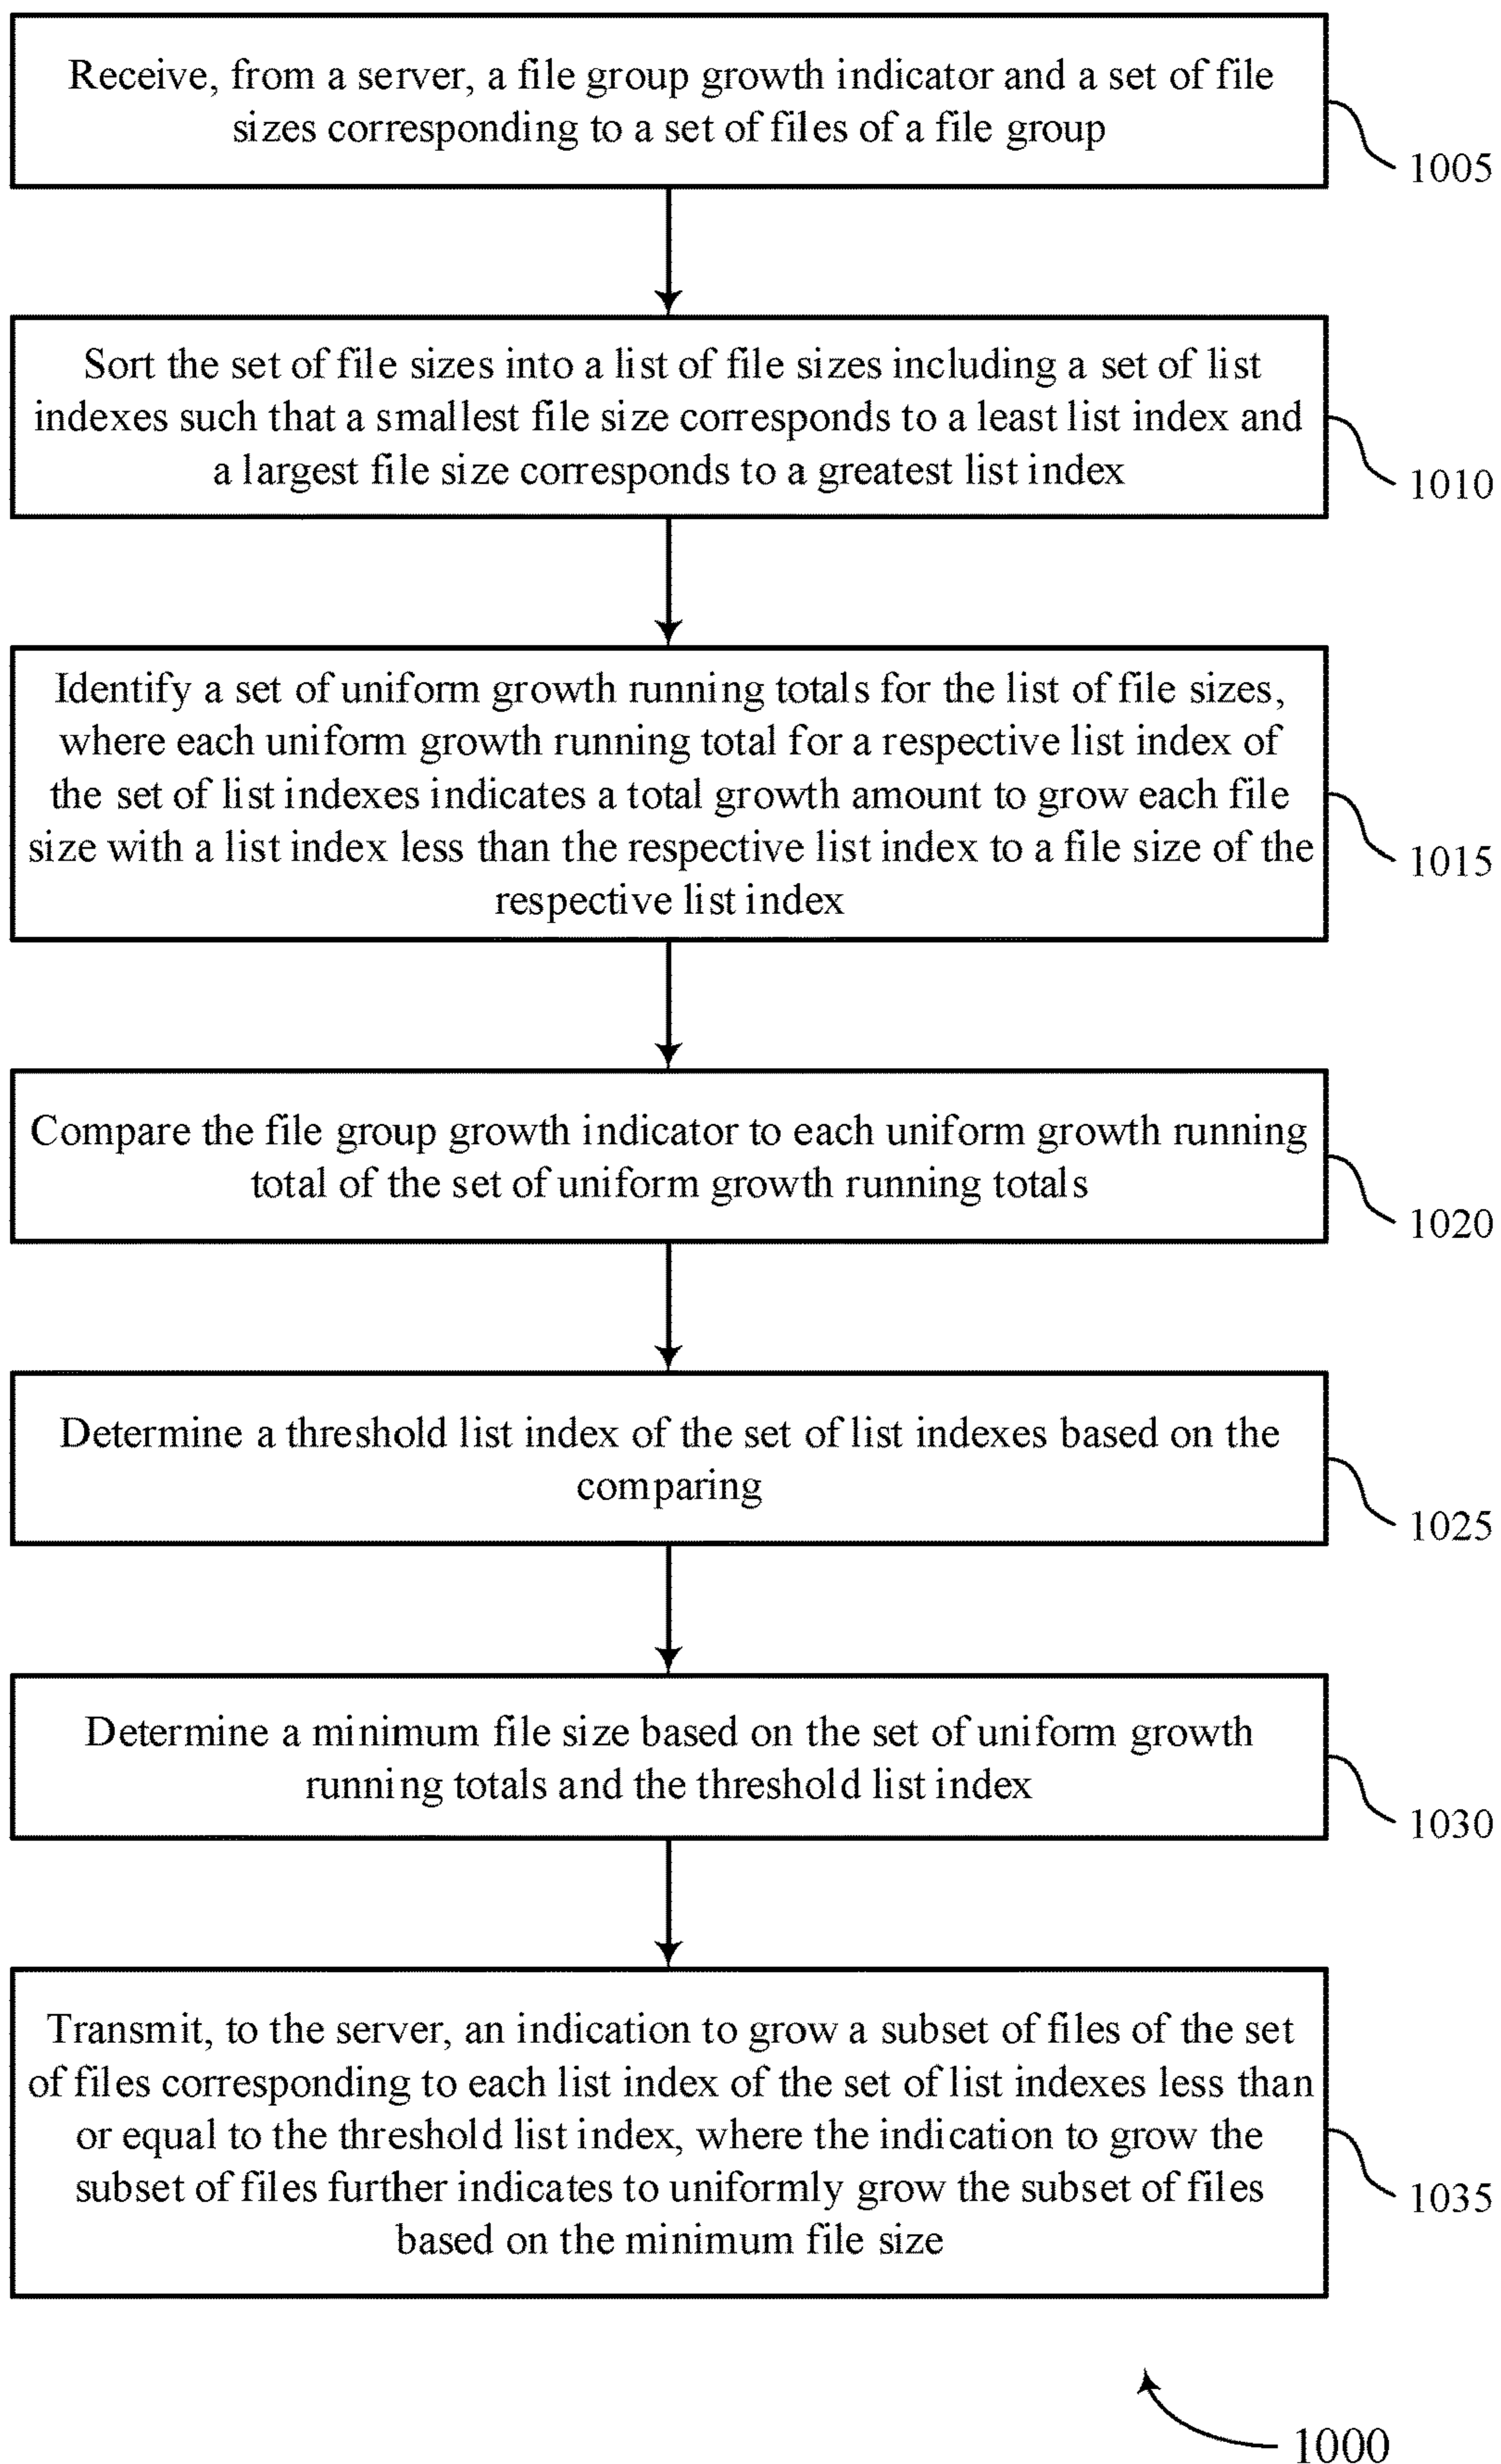 Receive, from a server, a file group growth indicator and a set of file
sizes corresponding to a set of files of a file group
1005
Sort the set of file sizes into a list of file sizes including a set of list
indexes such that a smallest file size corresponds to a least list index and
a largest file size corresponds to a greatest list index
1010
Identify a set of uniform growth running totals for the list of file sizes,
where each uniform growth running total for a respective list index of
the set of list indexes indicates a total growth amount to grow each file
size with a list index less than the respective list index to a file size of the
respective list index
1015
Compare the file group growth indicator to each uniform growth running
total of the set of uniform growth running totals
1020
Determine a threshold list index of the set of list indexes based on the
comparing
1025
Determine a minimum file size based on the set of uniform growth
running totals and the threshold list index
1030
Transmit, to the server, an indication to grow a subset of files of the set
of files corresponding to each list index of the set of list indexes less than
or equal to the threshold list index, where the indication to grow the
subset of files further indicates to uniformly grow the subset of files
based on the minimum file size
1035
1000